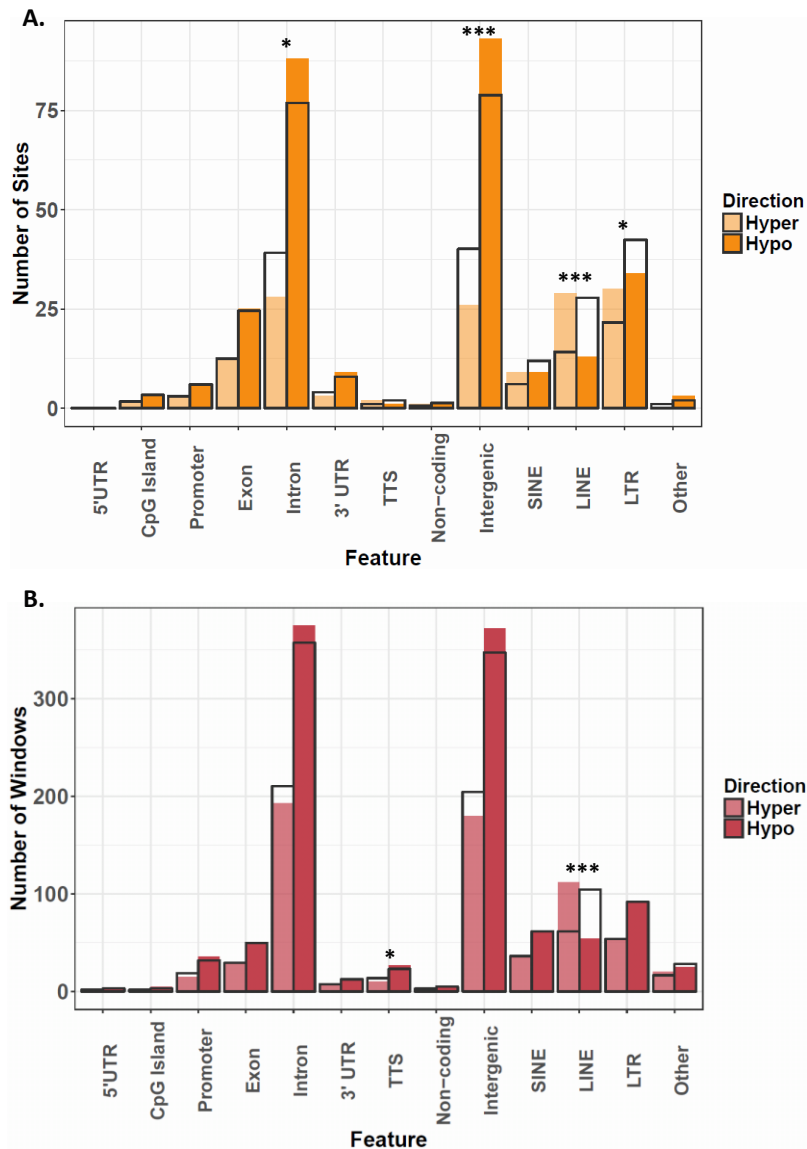 A.
Number of Sites
75
50
25
0
*
***
***
*
5'UTR
CpG Island
Promoter
Exon
Intron
3' UTR
TTS
Non−coding
Intergenic
SINE
LINE
LTR
Other
Feature
Direction
Hyper
Hypo
B.
Number of Windows
300
200
100
0
*
***
5'UTR
CpG Island
Promoter
Exon
Intron
3' UTR
TTS
Non−coding
Intergenic
SINE
LINE
LTR
Other
Feature
Direction
Hyper
Hypo